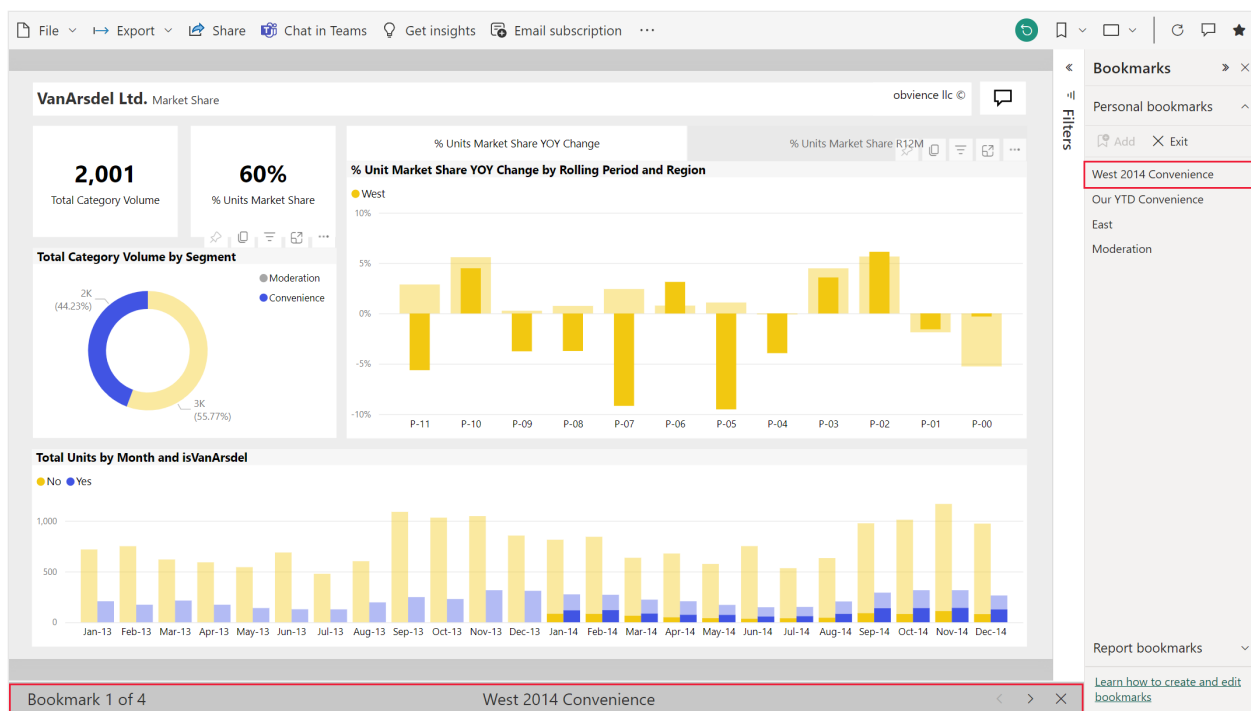 File Export Share Chat in Teams Get insights Email subscription ...
Bookmarks
Personal bookmarks
Add Exit
West 2014 Convenience
Our YTD Convenience
East
Moderation
Report bookmarks
Learn how to create and edit
bookmarks
Filters
VanArsdel Ltd. Market Share
obvience llc ©
2,001
Total Category Volume
60%
% Units Market Share
% Units Market Share YOY Change
% Units Market Share R12M
% Unit Market Share YOY Change by Rolling Period and Region
West
10%
5%
0%
-5%
-10%
P-11 P-10 P-09 P-08 P-07 P-06 P-05 P-04 P-03 P-02 P-01 P-00
Total Category Volume by Segment
Moderation
Convenience
2K
(44.23%)
3K
(55.77%)
Total Units by Month and isVanArsdel
No Yes
1,000
500
0
Jan-13 Feb-13 Mar-13 Apr-13 May-13 Jun-13 Jul-13 Aug-13 Sep-13 Oct-13 Nov-13 Dec-13 Jan-14 Feb-14 Mar-14 Apr-14 May-14 Jun-14 Jul-14 Aug-14 Sep-14 Oct-14 Nov-14 Dec-14
Bookmark 1 of 4 West 2014 Convenience